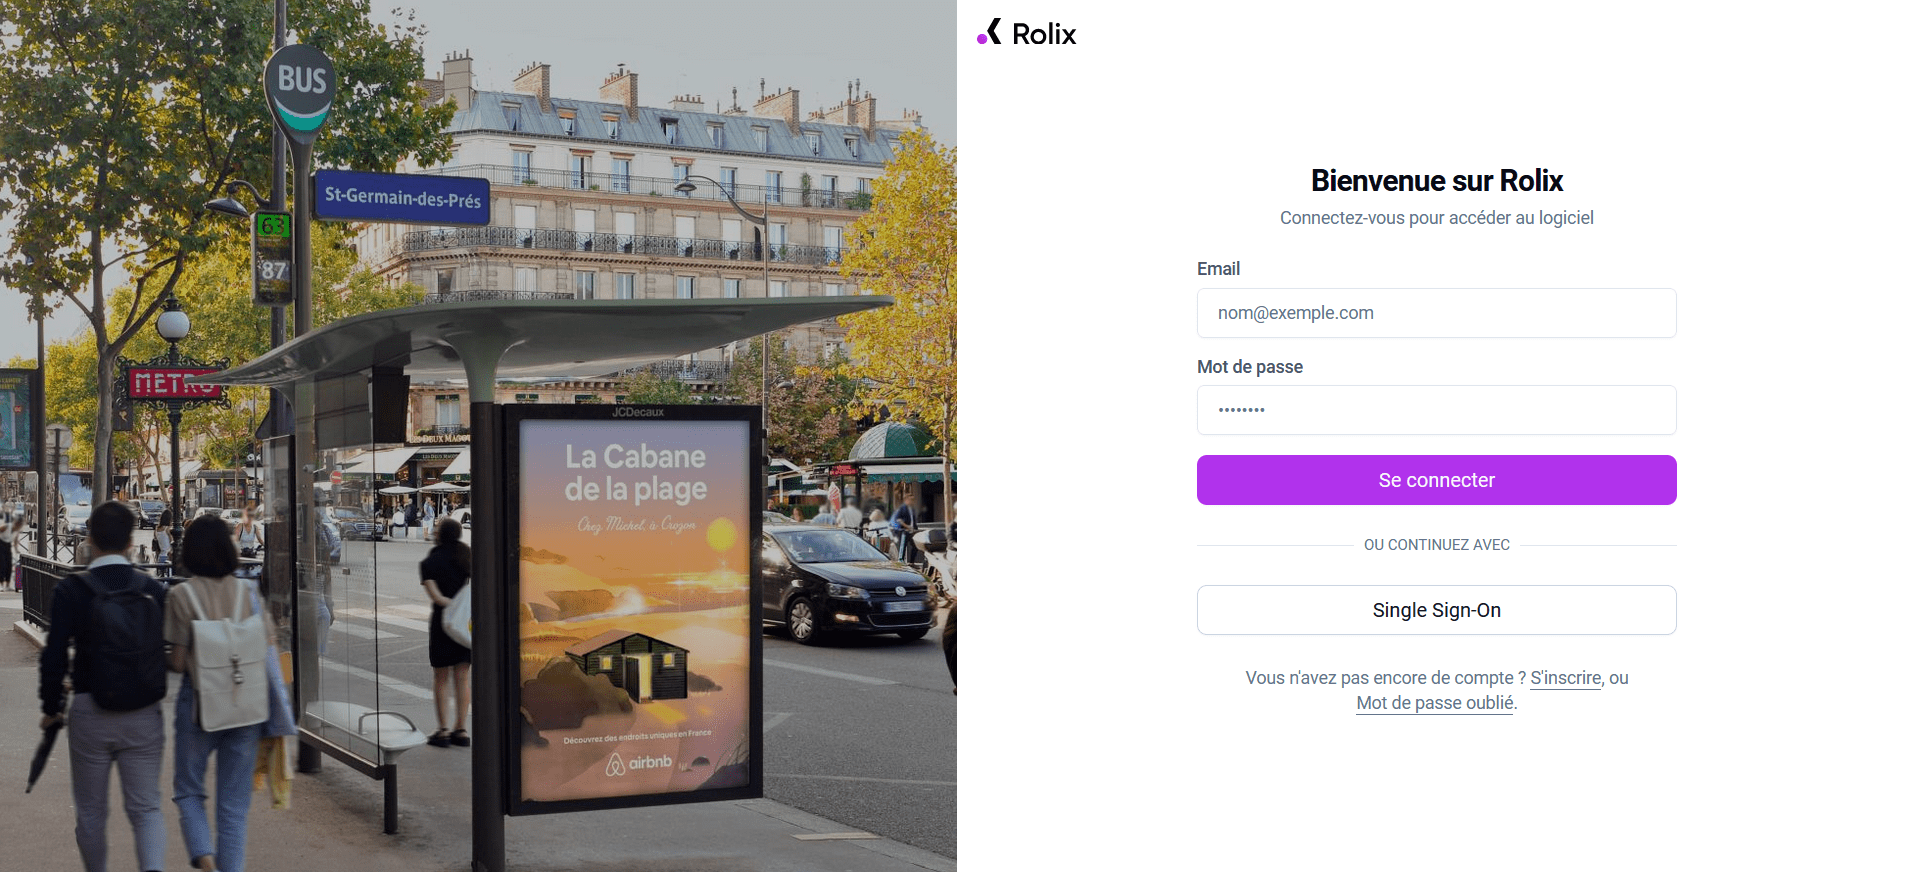 BUS
St-Germain-des-Prés
63
87
METRO
JCDecaux
LES DEUX MAGOTS
La Cabane
de la plage
Chez Michel, à Crozon
Découvrez des endroits uniques en France
airbnb
Rolix
Bienvenue sur Rolix
Connectez-vous pour accéder au logiciel
Email
nom@exemple.com
Mot de passe
••••••••
Se connecter
OU CONTINUEZ AVEC
Single Sign-On
Vous n'avez pas encore de compte ? S'inscrire, ou
Mot de passe oublié.